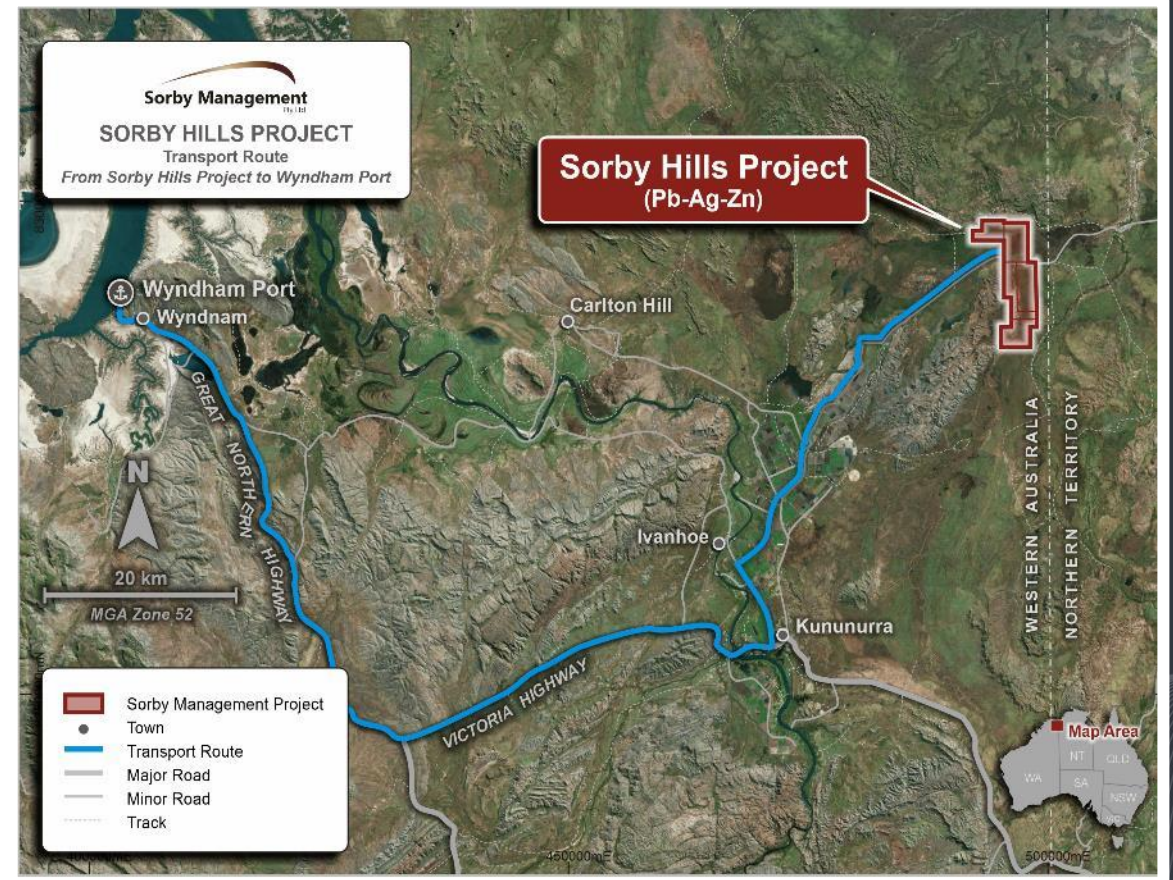 Sorby Management
Pty Ltd
SORBY HILLS PROJECT
Transport Route
From Sorby Hills Project to Wyndham Port
Sorby Hills Project
(Pb-Ag-Zn)
Wyndham Port
Wyndnam
Carlton Hill
GREAT NORTHERN HIGHWAY
N
20 km
MGA Zone 52
Ivanhoe
Kununurra
VICTORIA HIGHWAY
WESTERN AUSTRALIA
NORTHERN TERRITORY
Sorby Management Project
Town
Transport Route
Major Road
Minor Road
Track
Map Area
WA
NT
QLD
SA
NSW
VIC
450000mE
500000mE